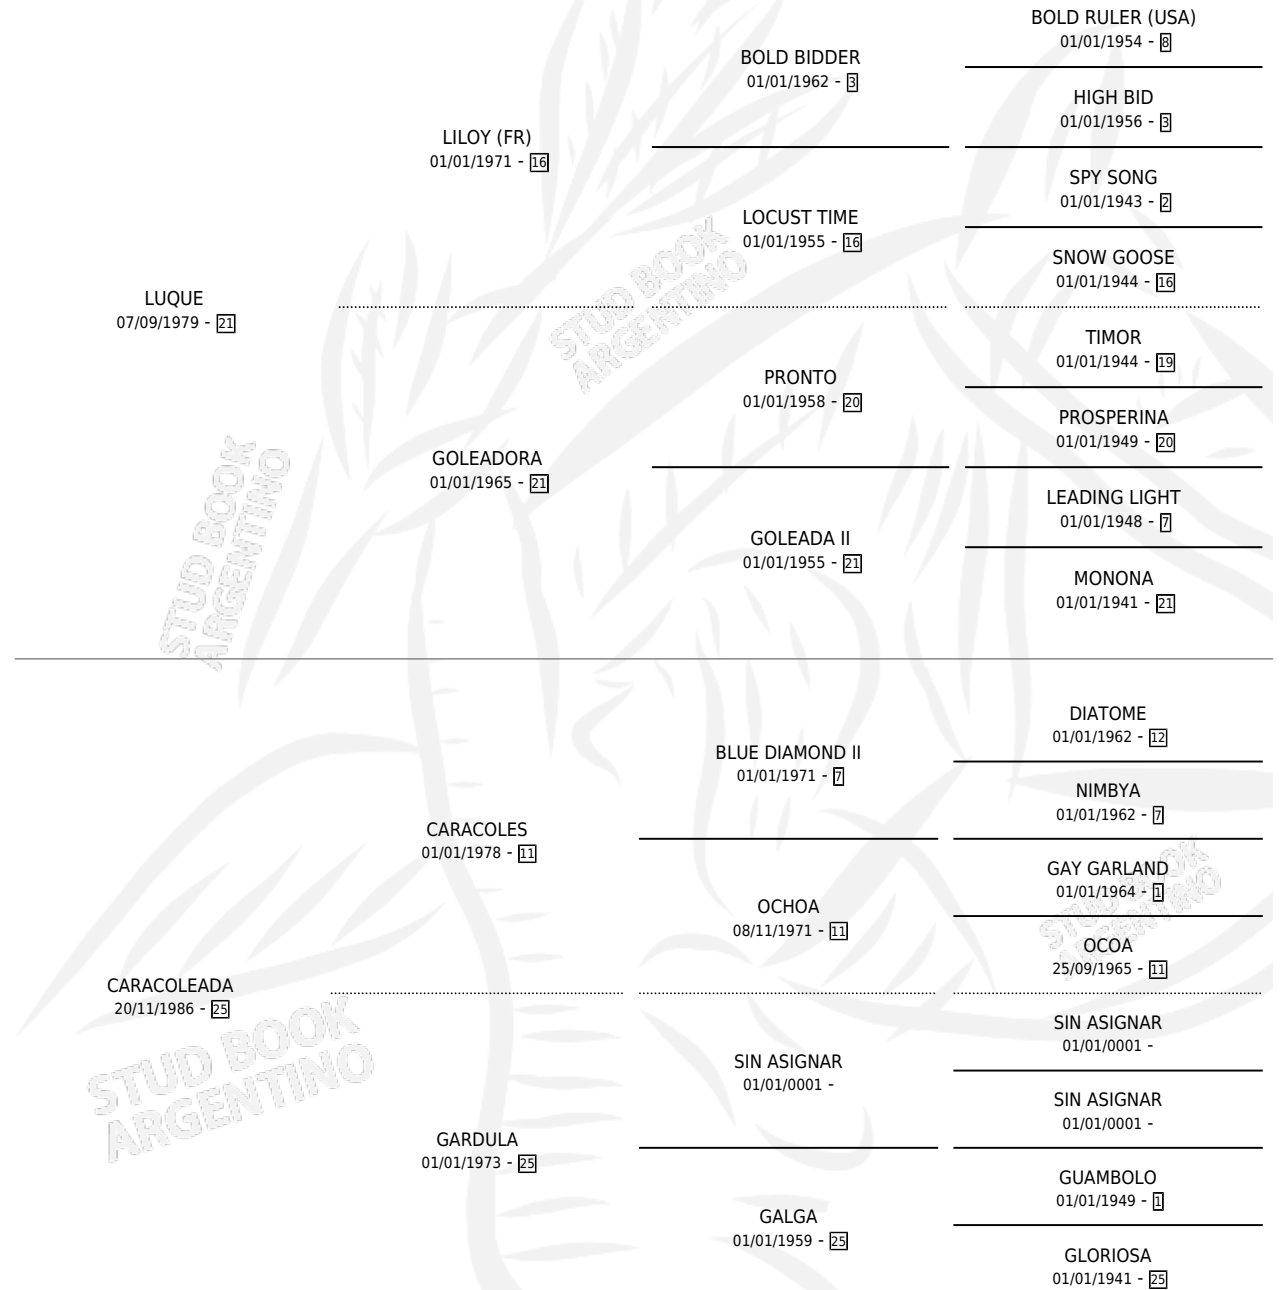 BOLD RULER (USA)
01/01/1954 - 8
BOLD BIDDER
01/01/1962 - 3
HIGH BID
01/01/1956 - 3
LILOY (FR)
01/01/1971 - 16
SPY SONG
01/01/1943 - 2
LOCUST TIME
01/01/1955 - 16
SNOW GOOSE
01/01/1944 - 16
LUQUE
07/09/1979 - 21
STUD BOOK
ARGENTINO
TIMOR
01/01/1944 - 19
PRONTO
01/01/1958 - 20
PROSPERINA
01/01/1949 - 20
GOLEADORA
01/01/1965 - 21
LEADING LIGHT
01/01/1948 - 7
GOLEADA II
01/01/1955 - 21
MONONA
01/01/1941 - 21
STUD BOOK
ARGENTINO
DIATOME
01/01/1962 - 12
BLUE DIAMOND II
01/01/1971 - 7
NIMBYA
01/01/1962 - 7
CARACOLES
01/01/1978 - 11
GAY GARLAND
01/01/1964 - 1
OCHOA
08/11/1971 - 11
OCOA
25/09/1965 - 11
STUD BOOK
ARGENTINO
CARACOLEADA
20/11/1986 - 25
SIN ASIGNAR
01/01/0001 -
SIN ASIGNAR
01/01/0001 -
SIN ASIGNAR
01/01/0001 -
STUD BOOK
ARGENTINO
GARDULA
01/01/1973 - 25
GUAMBOLO
01/01/1949 - 1
GALGA
01/01/1959 - 25
GLORIOSA
01/01/1941 - 25